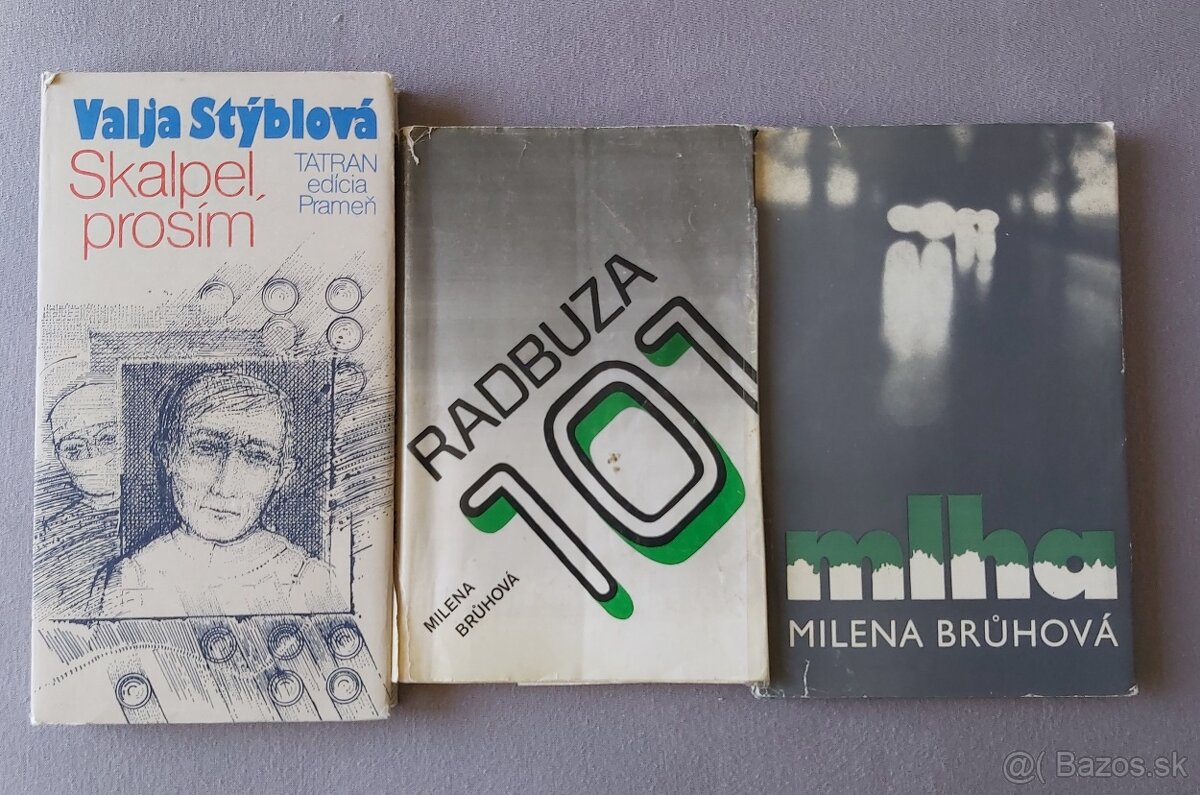 Valja Stýblová
Skalpel,
prosím
TATRAN
edícia
Prameň
RADBUZA
101
MILENA
BRŮHOVÁ
mlha
MILENA BRŮHOVÁ
@( Bazos.sk